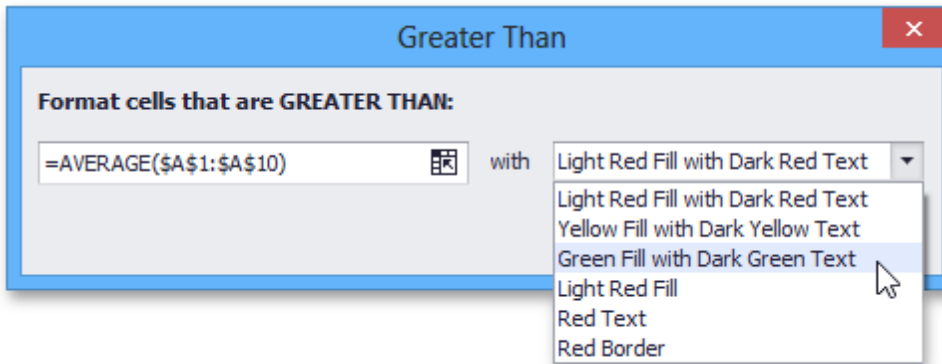 Greater Than
Format cells that are GREATER THAN:
=AVERAGE($A$1:$A$10) with Light Red Fill with Dark Red Text
Light Red Fill with Dark Red Text
Yellow Fill with Dark Yellow Text
Green Fill with Dark Green Text
Light Red Fill
Red Text
Red Border